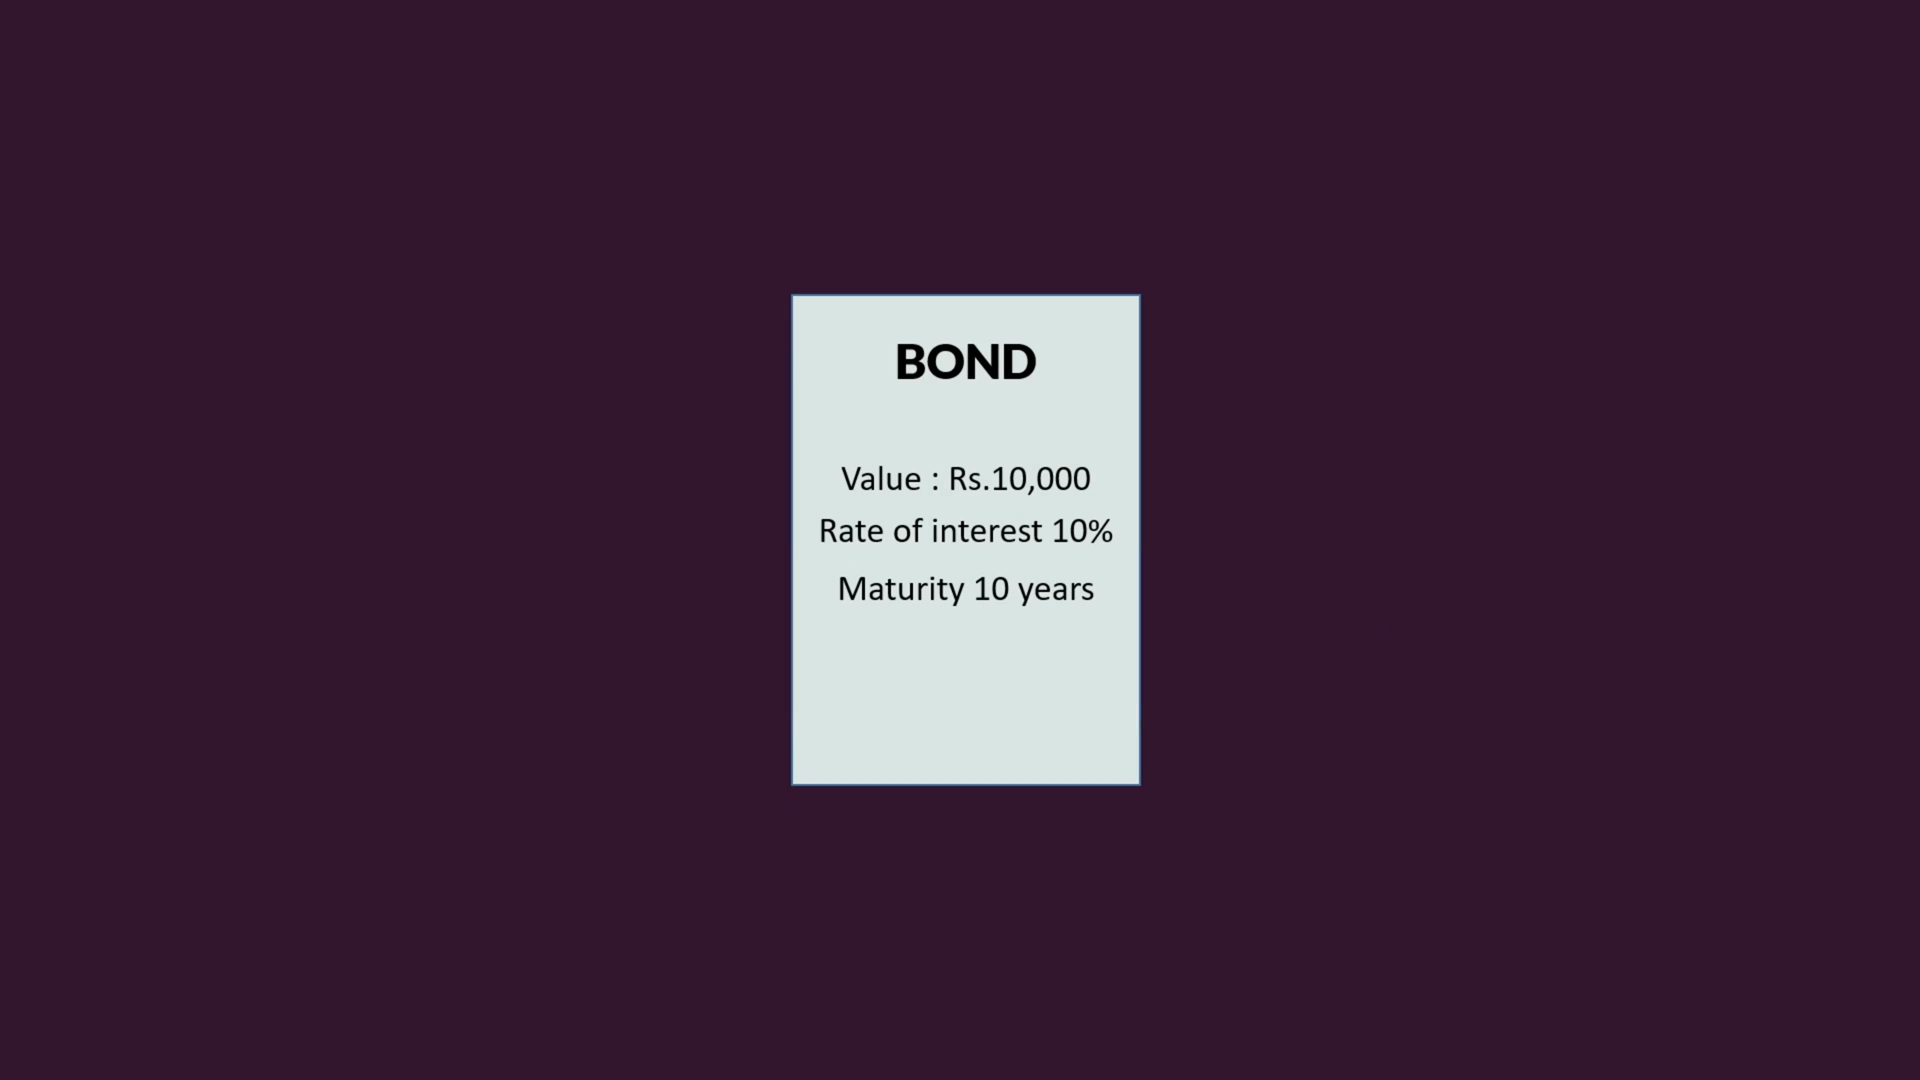 BOND
Value : Rs.10,000
Rate of interest 10%
Maturity 10 years